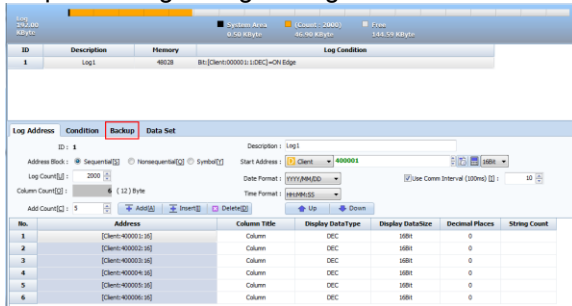 Log
192.00
KByte
System Area
0.50 KByte
(Count : 2000)
46.90 KByte
Free
144.59 KByte
ID Description Memory Log Condition
1 Log1 48028 Bit:[Client:000001:1:DEC]=ON Edge
Log Address Condition Backup Data Set
ID : 1 Description : Log1
Address Block : Sequential[S] Nonsequential[Q] Symbol[Y] Start Address : Client 400001 16Bit
Log Count[U] : 2000 Date Format : YYYY/MM/DD Use Comm Interval (100ms) [I] : 10
Column Count[O] : 6 ( 12 ) Byte Time Format : HH:MM:SS
Add Count[C] : 5 Add[A] Insert[I] Delete[D] Up Down
No. Address Column Title Display DataType Display DataSize Decimal Places String Count
1 [Client:400001:16] Column DEC 16Bit 0
2 [Client:400002:16] Column DEC 16Bit 0
3 [Client:400003:16] Column DEC 16Bit 0
4 [Client:400004:16] Column DEC 16Bit 0
5 [Client:400005:16] Column DEC 16Bit 0
6 [Client:400006:16] Column DEC 16Bit 0